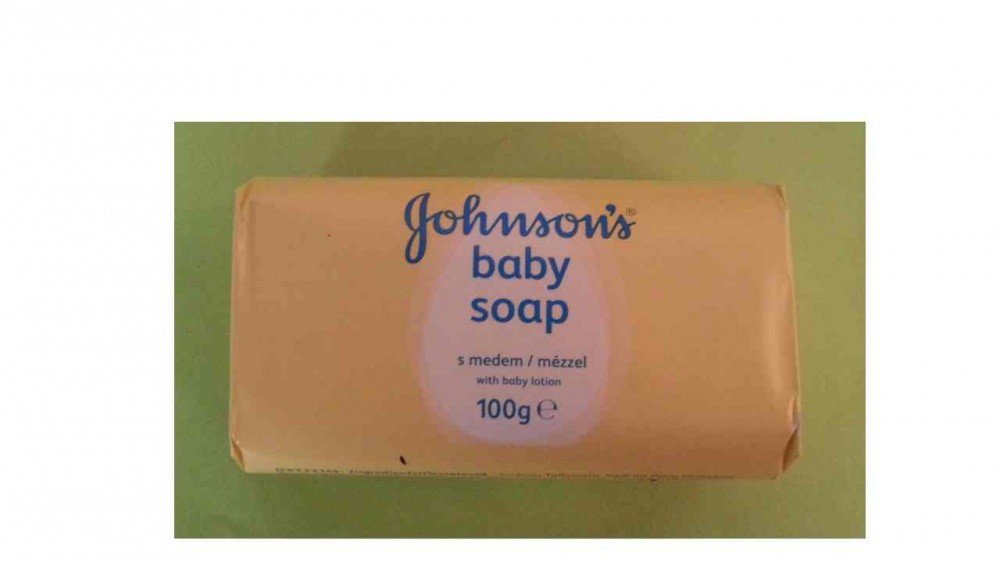 Johnson's®
baby
soap
s medem / mézzel
with baby lotion
100g ℮